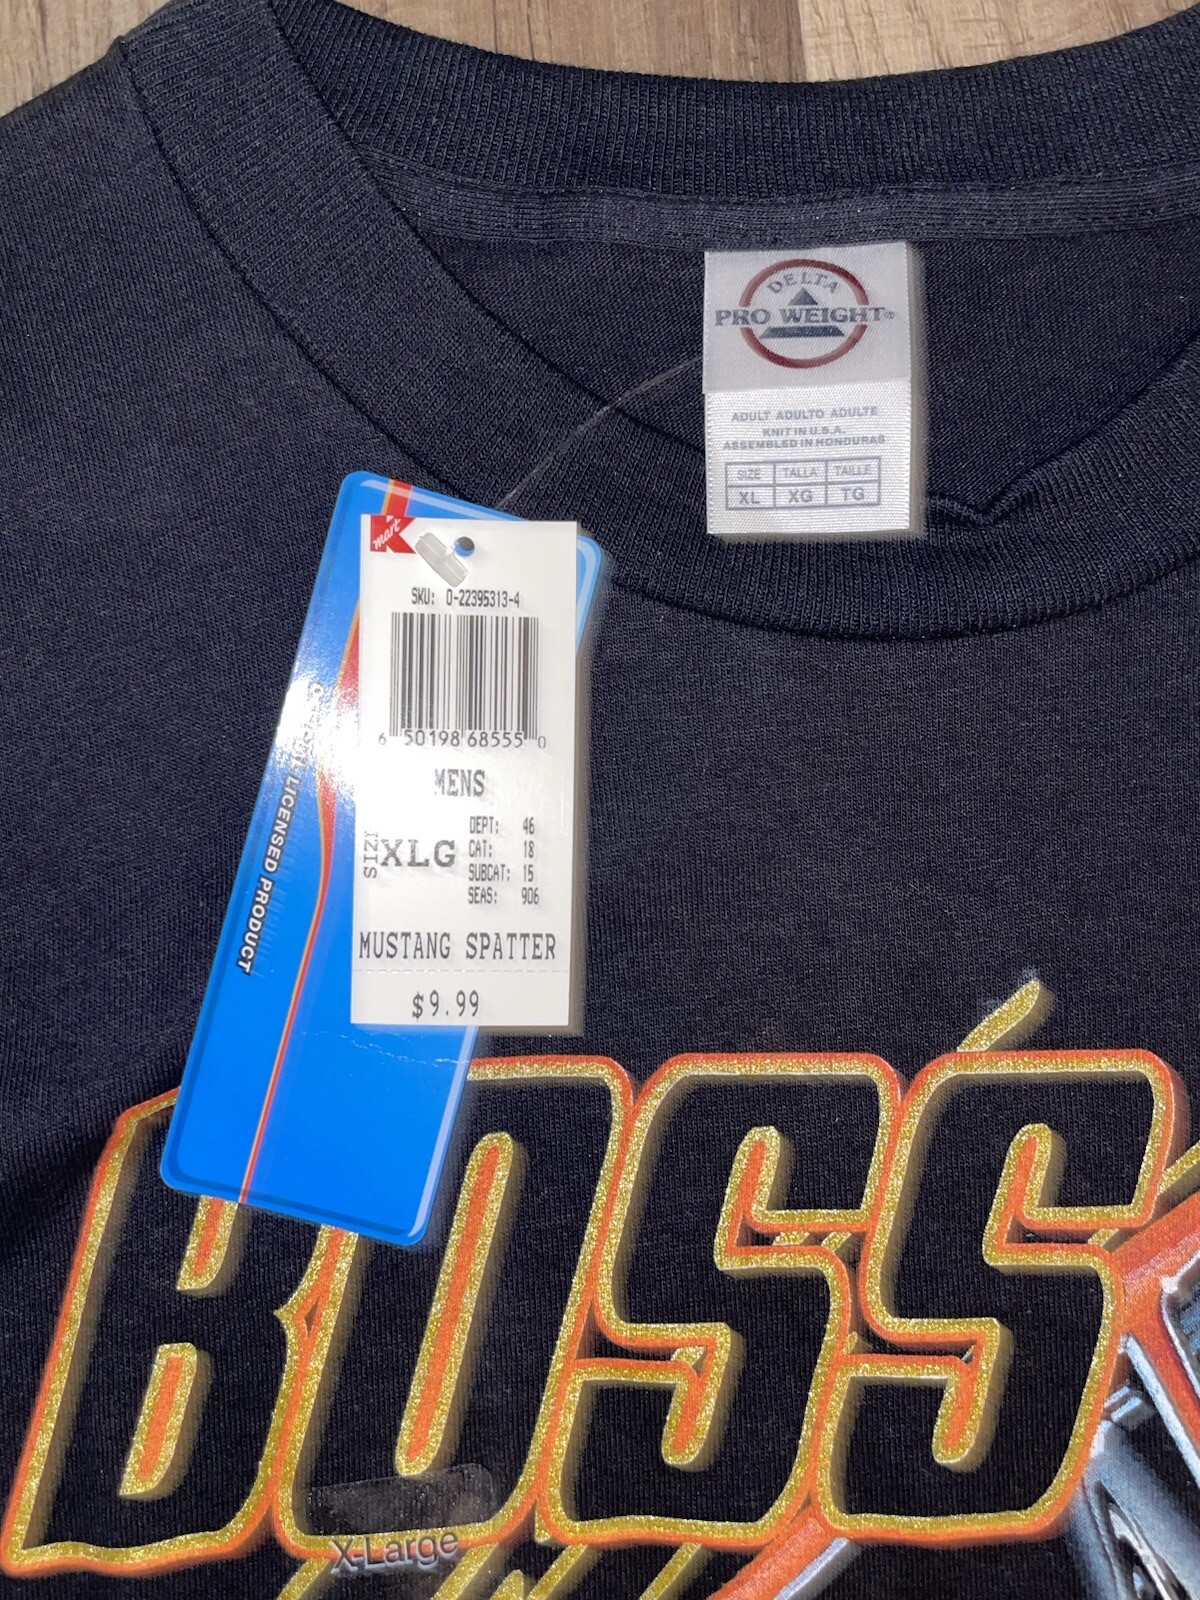 DELTA
PRO WEIGHT®
ADULT ADULTO ADULTE
KNIT IN U.S.A.
ASSEMBLED IN HONDURAS
SIZE TALLA TAILLE
XL XG TG
K
mart
SKU: 0-22395313-4
6 50198 68555 0
MENS
SIZE XLG
DEPT: 46
CAT: 18
SUBCAT: 15
SEAS: 906
MUSTANG SPATTER
$9.99
LICENSED PRODUCT
BOSS
X-Large